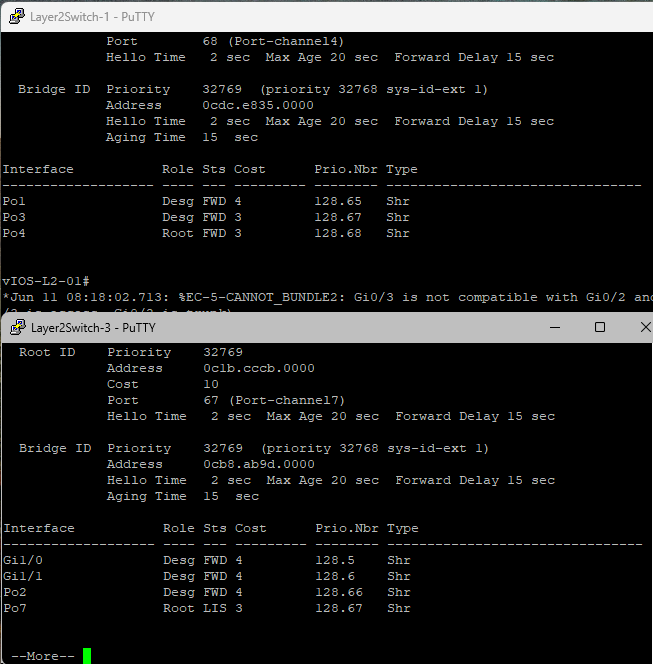 Layer2Switch-1 - PuTTY
Port 68 (Port-channel4)
Hello Time 2 sec Max Age 20 sec Forward Delay 15 sec
Bridge ID Priority 32769 (priority 32768 sys-id-ext 1)
Address 0cdc.e835.0000
Hello Time 2 sec Max Age 20 sec Forward Delay 15 sec
Aging Time 15 sec
Interface Role Sts Cost Prio.Nbr Type
------------------- ---- --- --------- -------- --------------------------------
Po1 Desg FWD 4 128.65 Shr
Po3 Desg FWD 3 128.67 Shr
Po4 Root FWD 3 128.68 Shr
vIOS-L2-01#
*Jun 11 08:18:02.713: %EC-5-CANNOT_BUNDLE2: Gi0/3 is not compatible with Gi0/2 and
Layer2Switch-3 - PuTTY
Root ID Priority 32769
Address 0c1b.cccb.0000
Cost 10
Port 67 (Port-channel7)
Hello Time 2 sec Max Age 20 sec Forward Delay 15 sec
Bridge ID Priority 32769 (priority 32768 sys-id-ext 1)
Address 0cb8.ab9d.0000
Hello Time 2 sec Max Age 20 sec Forward Delay 15 sec
Aging Time 15 sec
Interface Role Sts Cost Prio.Nbr Type
------------------- ---- --- --------- -------- --------------------------------
Gi1/0 Desg FWD 4 128.5 Shr
Gi1/1 Desg FWD 4 128.6 Shr
Po2 Desg FWD 4 128.66 Shr
Po7 Root LIS 3 128.67 Shr
--More--